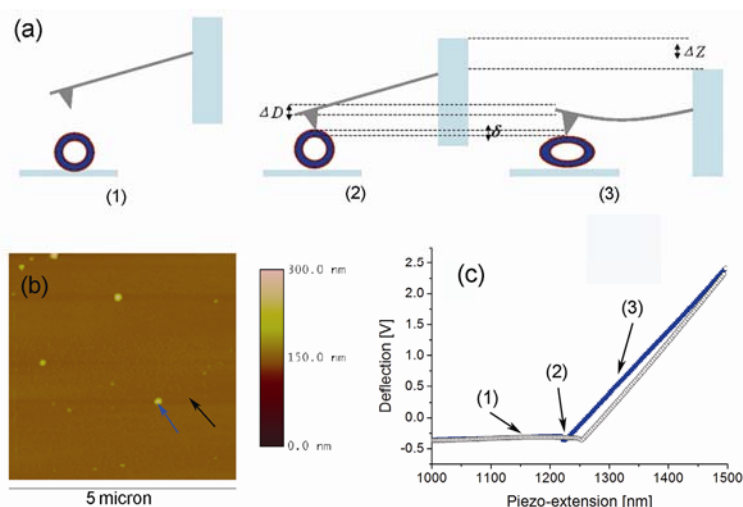 (a)
ΔZ
ΔD
δ
(1)
(2)
(3)
(b)
300.0 nm
150.0 nm
0.0 nm
5 micron
(c)
Deflection [V]
2.5
2.0
1.5
1.0
0.5
0.0
-0.5
(1)
(2)
(3)
1000 1100 1200 1300 1400 1500
Piezo-extension [nm]